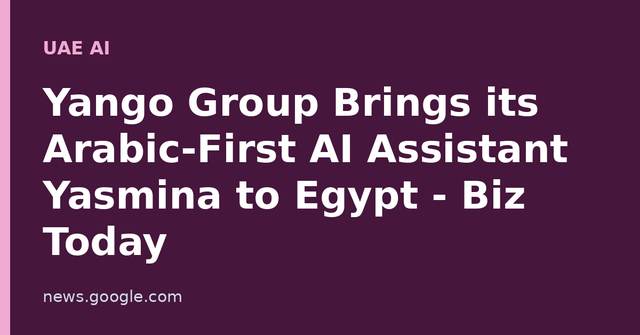 UAE AI
Yango Group Brings its
Arabic-First AI Assistant
Yasmina to Egypt - Biz
Today
news.google.com